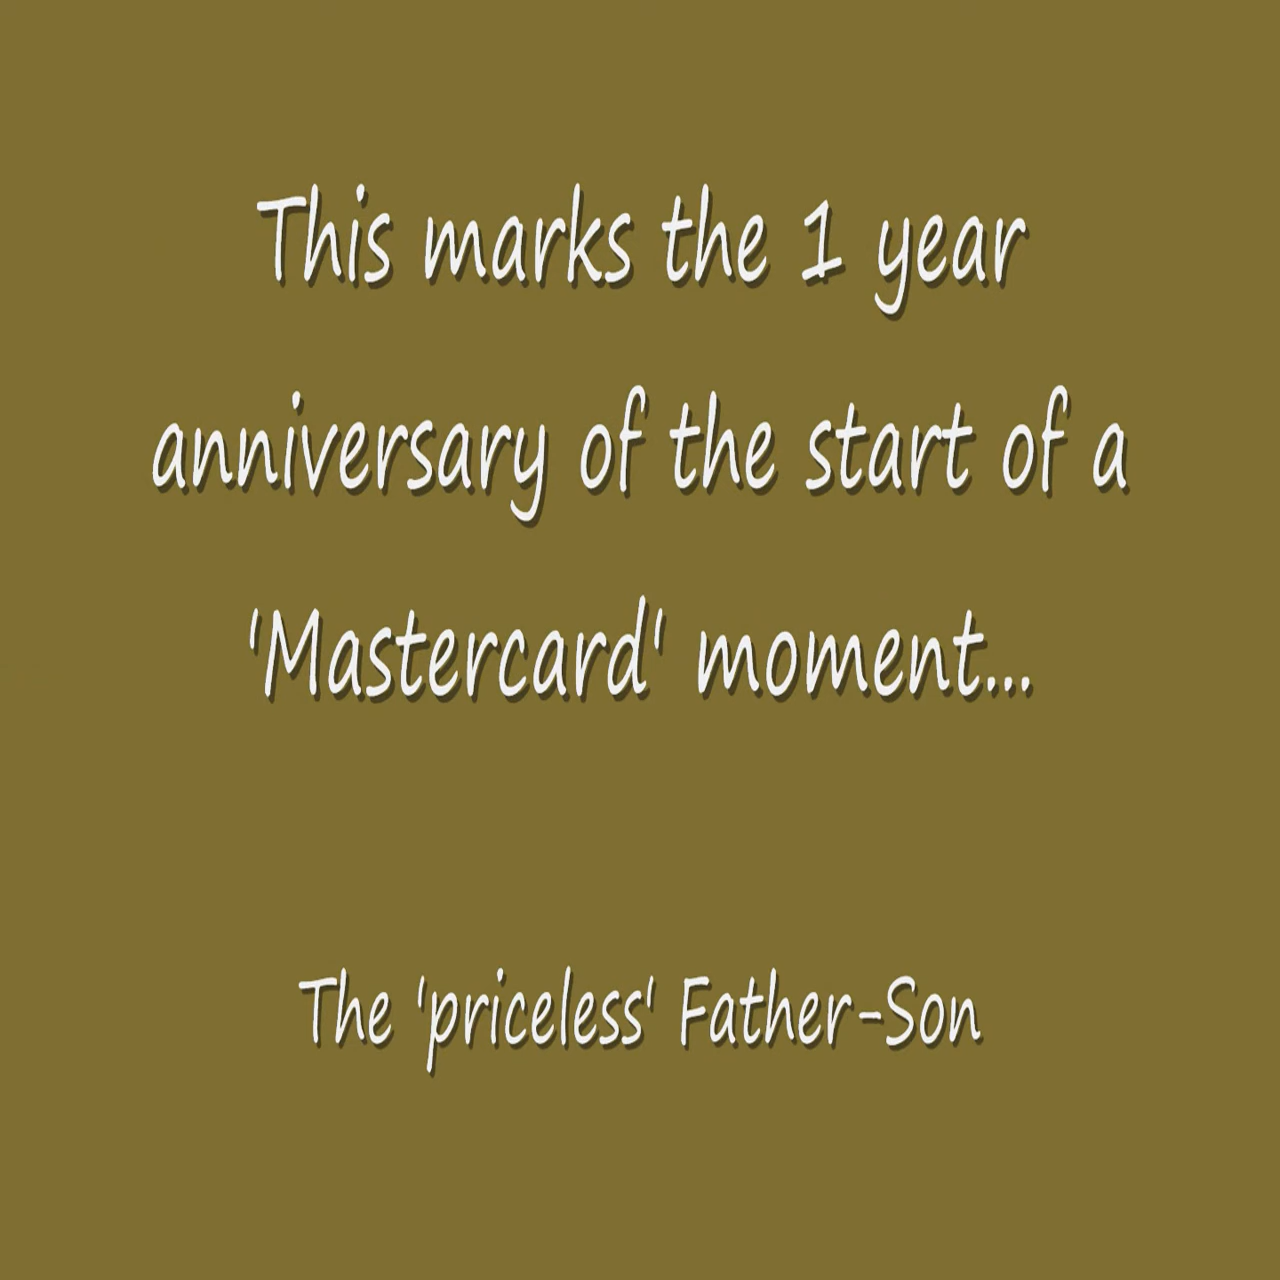 This marks the 1 year
anniversary of the start of a
'Mastercard' moment...
The 'priceless' Father-Son